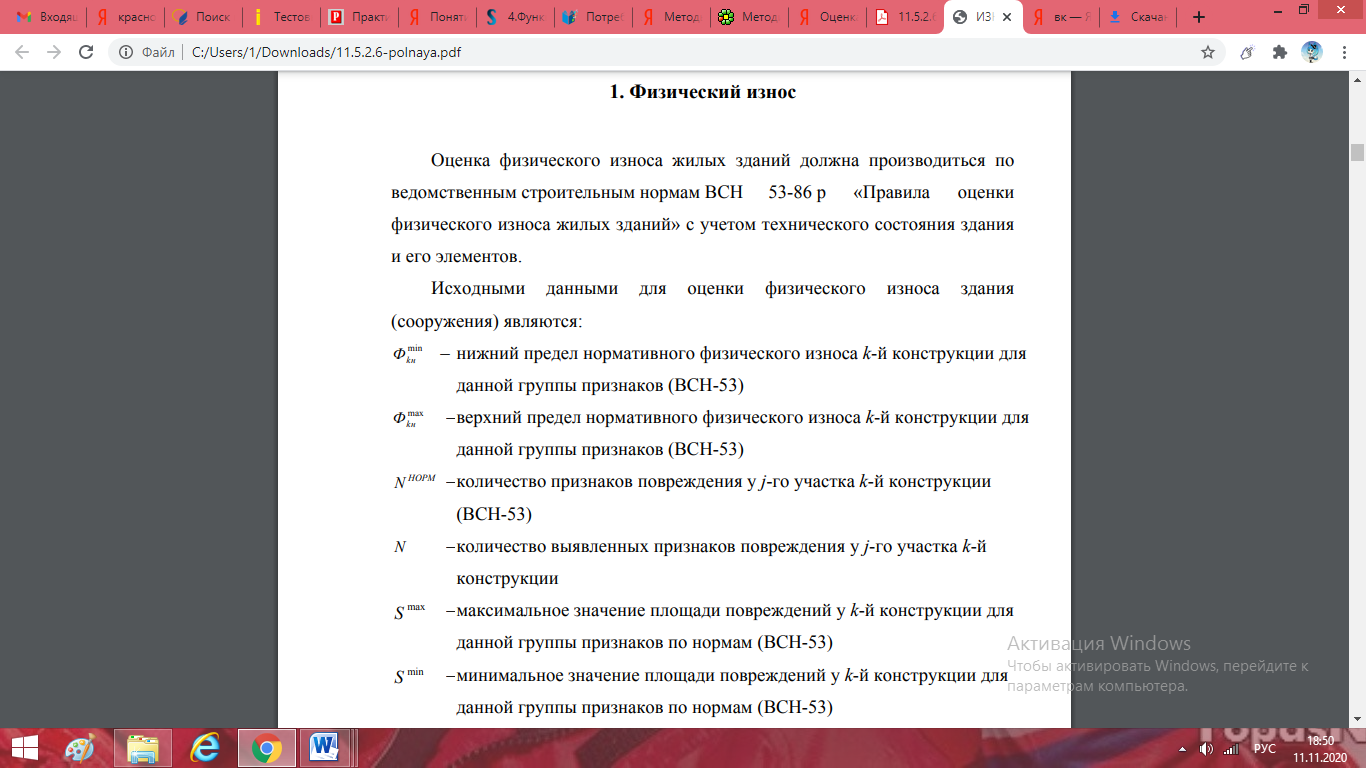 Входящ
красно
Поиск
Тестов
Практи
Понят
4.Функ
Потреб
Метод
Метод
Оценк
11.5.2.6
ИЗН
вк — Я
Скачан
Файл
C:/Users/1/Downloads/11.5.2.6-polnaya.pdf
1. Физический износ
Оценка физического износа жилых зданий должна производиться по
ведомственным строительным нормам ВСН 53-86 р «Правила оценки
физического износа жилых зданий» с учетом технического состояния здания
и его элементов.
Исходными данными для оценки физического износа здания
(сооружения) являются:
Φ kн min – нижний предел нормативного физического износа k-й конструкции для
данной группы признаков (ВСН-53)
Φ kн max –верхний предел нормативного физического износа k-й конструкции для
данной группы признаков (ВСН-53)
N НОРМ –количество признаков повреждения у j-го участка k-й конструкции
(ВСН-53)
N –количество выявленных признаков повреждения у j-го участка k-й
конструкции
S max –максимальное значение площади повреждений у k-й конструкции для
данной группы признаков по нормам (ВСН-53)
S min –минимальное значение площади повреждений у k-й конструкции для
данной группы признаков по нормам (ВСН-53)
Активация Windows
Чтобы активировать Windows, перейдите к
параметрам компьютера.
РУС
18:50
11.11.2020